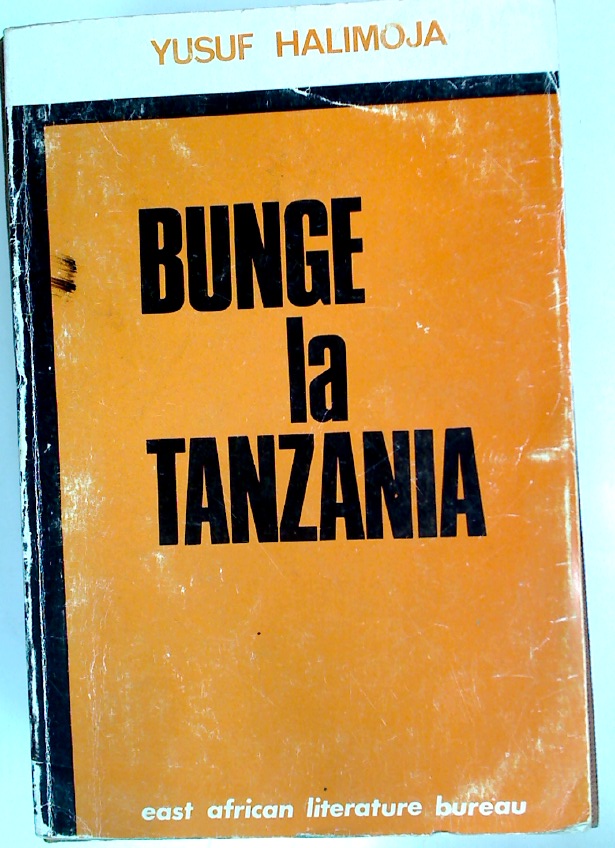 YUSUF HALIMOJA
BUNGE
la
TANZANIA
east african literature bureau